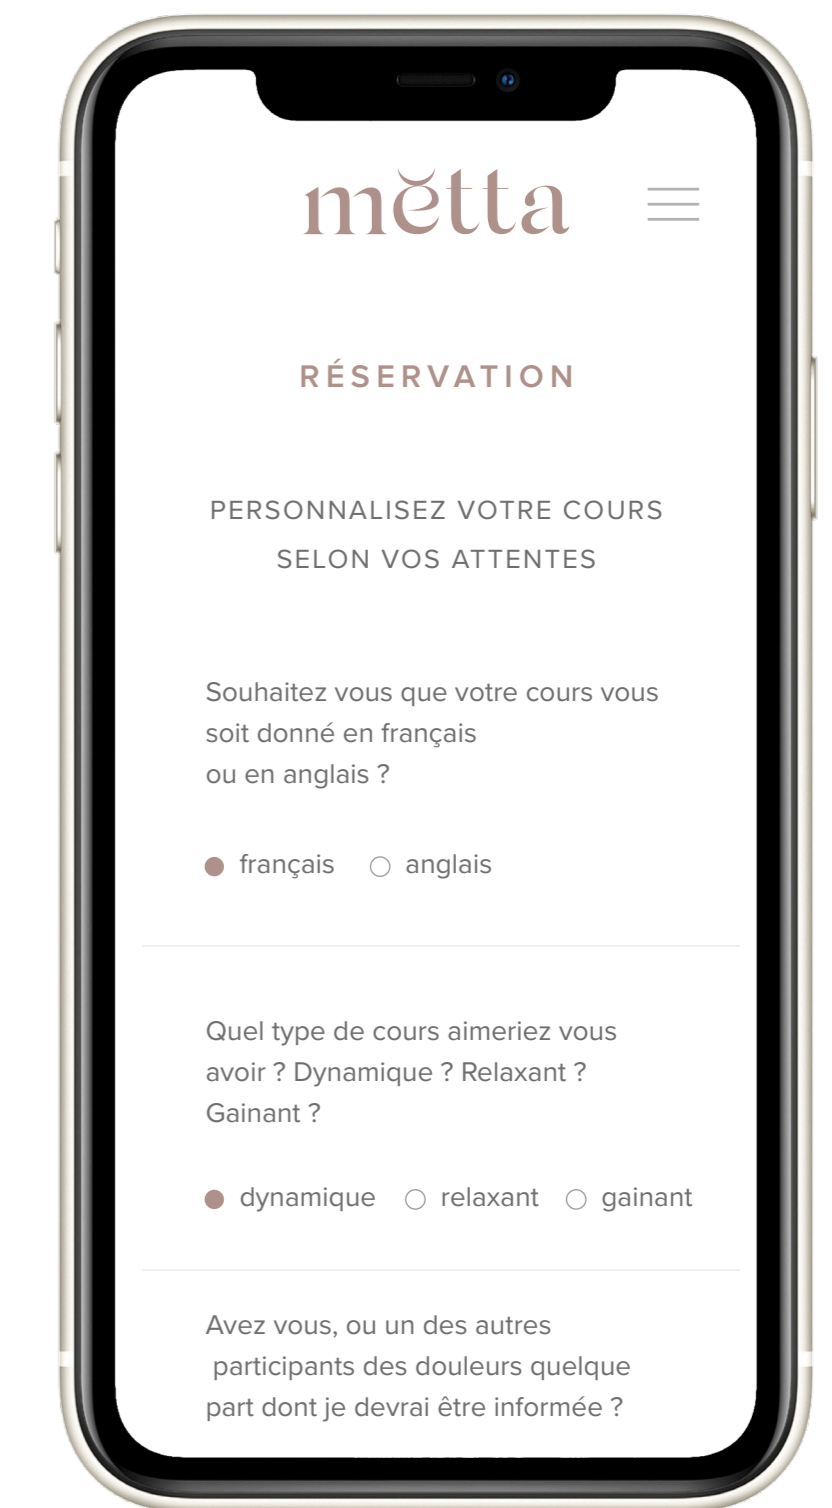 mĕtta
RÉSERVATION
PERSONNALISEZ VOTRE COURS
SELON VOS ATTENTES
Souhaitez vous que votre cours vous
soit donné en français
ou en anglais ?
français anglais
Quel type de cours aimeriez vous
avoir ? Dynamique ? Relaxant ?
Gainant ?
dynamique relaxant gainant
Avez vous, ou un des autres
participants des douleurs quelque
part dont je devrai être informée ?